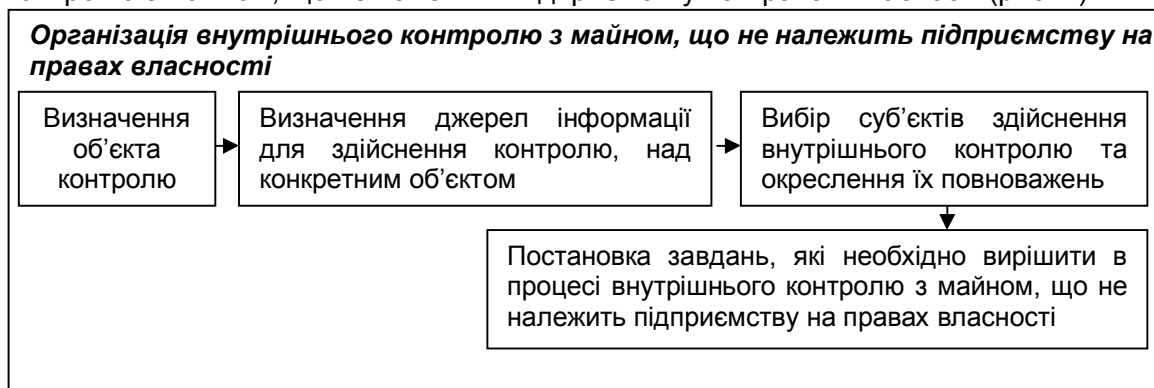 Організація внутрішнього контролю з майном, що не належить підприємству на
правах власності
Визначення
об’єкта
контролю
Визначення джерел інформації
для здійснення контролю, над
конкретним об’єктом
Вибір суб’єктів здійснення
внутрішнього контролю та
окреслення їх повноважень
Постановка завдань, які необхідно вирішити в
процесі внутрішнього контролю з майном, що не
належить підприємству на правах власності